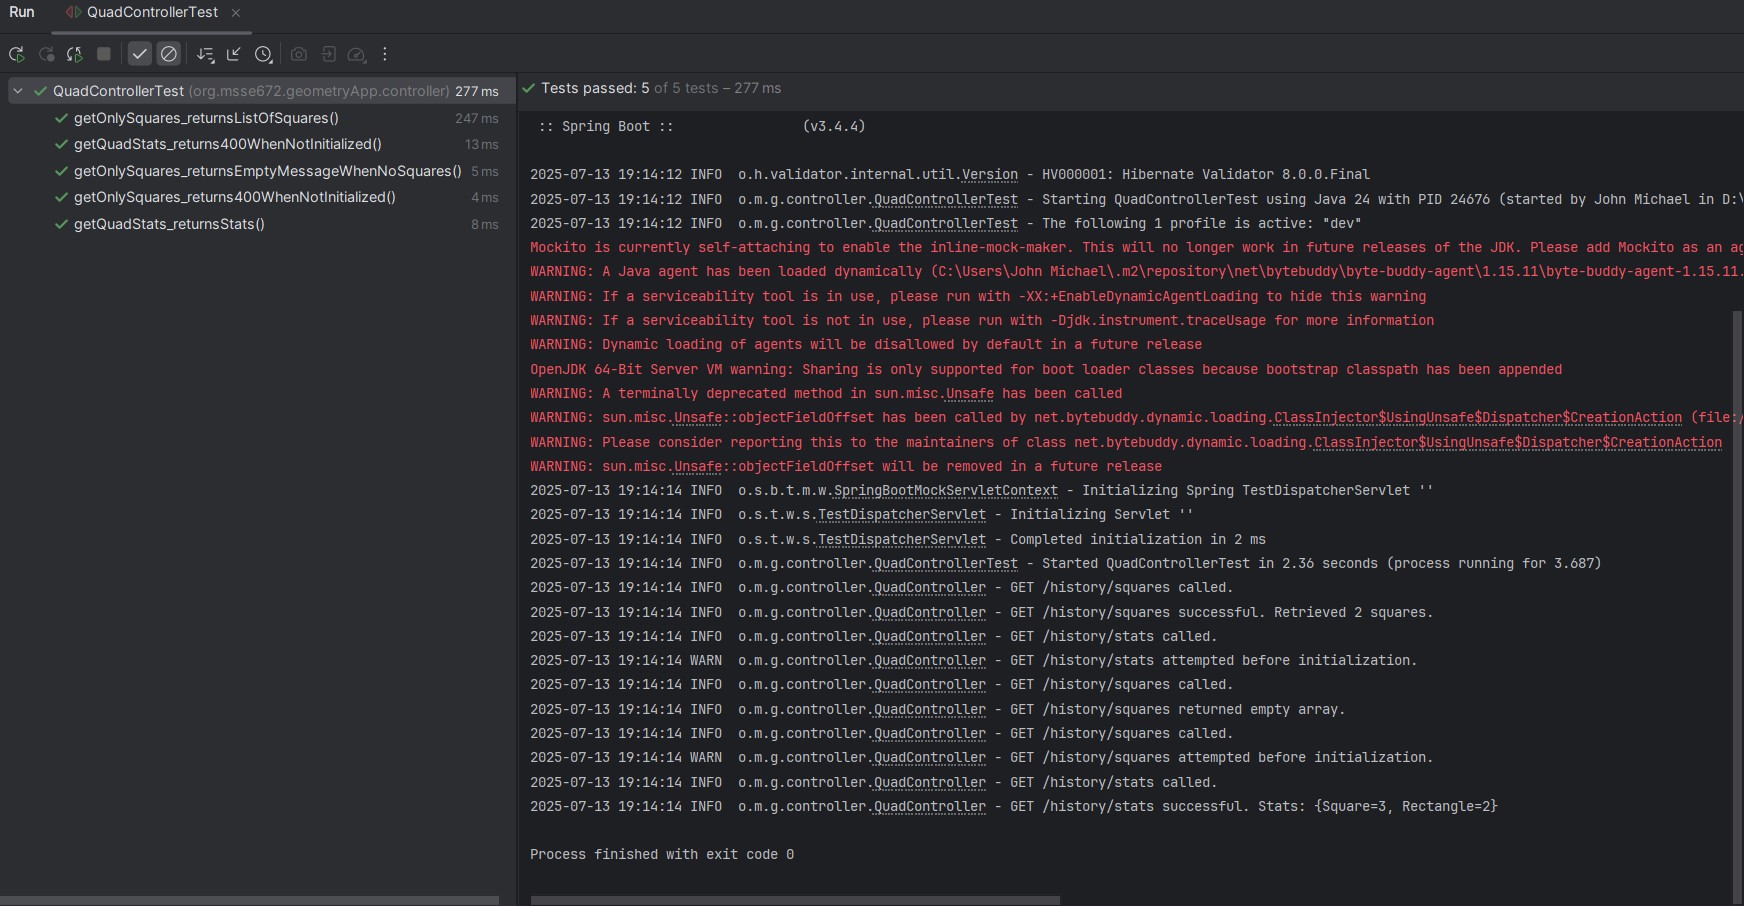 Run QuadControllerTest
QuadControllerTest (org.msse672.geometryApp.controller) 277 ms
getOnlySquares_returnsListOfSquares() 247 ms
getQuadStats_returns400WhenNotInitialized() 13 ms
getOnlySquares_returnsEmptyMessageWhenNoSquares() 5 ms
getOnlySquares_returns400WhenNotInitialized() 4 ms
getQuadStats_returnsStats() 8 ms
Tests passed: 5 of 5 tests – 277 ms
:: Spring Boot :: (v3.4.4)
2025-07-13 19:14:12 INFO o.h.validator.internal.util.Version - HV000001: Hibernate Validator 8.0.0.Final
2025-07-13 19:14:12 INFO o.m.g.controller.QuadControllerTest - Starting QuadControllerTest using Java 24 with PID 24676 (started by John Michael in D:\
2025-07-13 19:14:12 INFO o.m.g.controller.QuadControllerTest - The following 1 profile is active: "dev"
Mockito is currently self-attaching to enable the inline-mock-maker. This will no longer work in future releases of the JDK. Please add Mockito as an ag
WARNING: A Java agent has been loaded dynamically (C:\Users\John Michael\.m2\repository\net\bytebuddy\byte-buddy-agent\1.15.11\byte-buddy-agent-1.15.11.
WARNING: If a serviceability tool is in use, please run with -XX:+EnableDynamicAgentLoading to hide this warning
WARNING: If a serviceability tool is not in use, please run with -Djdk.instrument.traceUsage for more information
WARNING: Dynamic loading of agents will be disallowed by default in a future release
OpenJDK 64-Bit Server VM warning: Sharing is only supported for boot loader classes because bootstrap classpath has been appended
WARNING: A terminally deprecated method in sun.misc.Unsafe has been called
WARNING: sun.misc.Unsafe::objectFieldOffset has been called by net.bytebuddy.dynamic.loading.ClassInjector$UsingUnsafe$Dispatcher$CreationAction (file:/
WARNING: Please consider reporting this to the maintainers of class net.bytebuddy.dynamic.loading.ClassInjector$UsingUnsafe$Dispatcher$CreationAction
WARNING: sun.misc.Unsafe::objectFieldOffset will be removed in a future release
2025-07-13 19:14:14 INFO o.s.b.t.m.w.SpringBootMockServletContext - Initializing Spring TestDispatcherServlet ''
2025-07-13 19:14:14 INFO o.s.t.w.s.TestDispatcherServlet - Initializing Servlet ''
2025-07-13 19:14:14 INFO o.s.t.w.s.TestDispatcherServlet - Completed initialization in 2 ms
2025-07-13 19:14:14 INFO o.m.g.controller.QuadControllerTest - Started QuadControllerTest in 2.36 seconds (process running for 3.687)
2025-07-13 19:14:14 INFO o.m.g.controller.QuadController - GET /history/squares called.
2025-07-13 19:14:14 INFO o.m.g.controller.QuadController - GET /history/squares successful. Retrieved 2 squares.
2025-07-13 19:14:14 INFO o.m.g.controller.QuadController - GET /history/stats called.
2025-07-13 19:14:14 WARN o.m.g.controller.QuadController - GET /history/stats attempted before initialization.
2025-07-13 19:14:14 INFO o.m.g.controller.QuadController - GET /history/squares called.
2025-07-13 19:14:14 INFO o.m.g.controller.QuadController - GET /history/squares returned empty array.
2025-07-13 19:14:14 INFO o.m.g.controller.QuadController - GET /history/squares called.
2025-07-13 19:14:14 WARN o.m.g.controller.QuadController - GET /history/squares attempted before initialization.
2025-07-13 19:14:14 INFO o.m.g.controller.QuadController - GET /history/stats called.
2025-07-13 19:14:14 INFO o.m.g.controller.QuadController - GET /history/stats successful. Stats: {Square=3, Rectangle=2}
Process finished with exit code 0